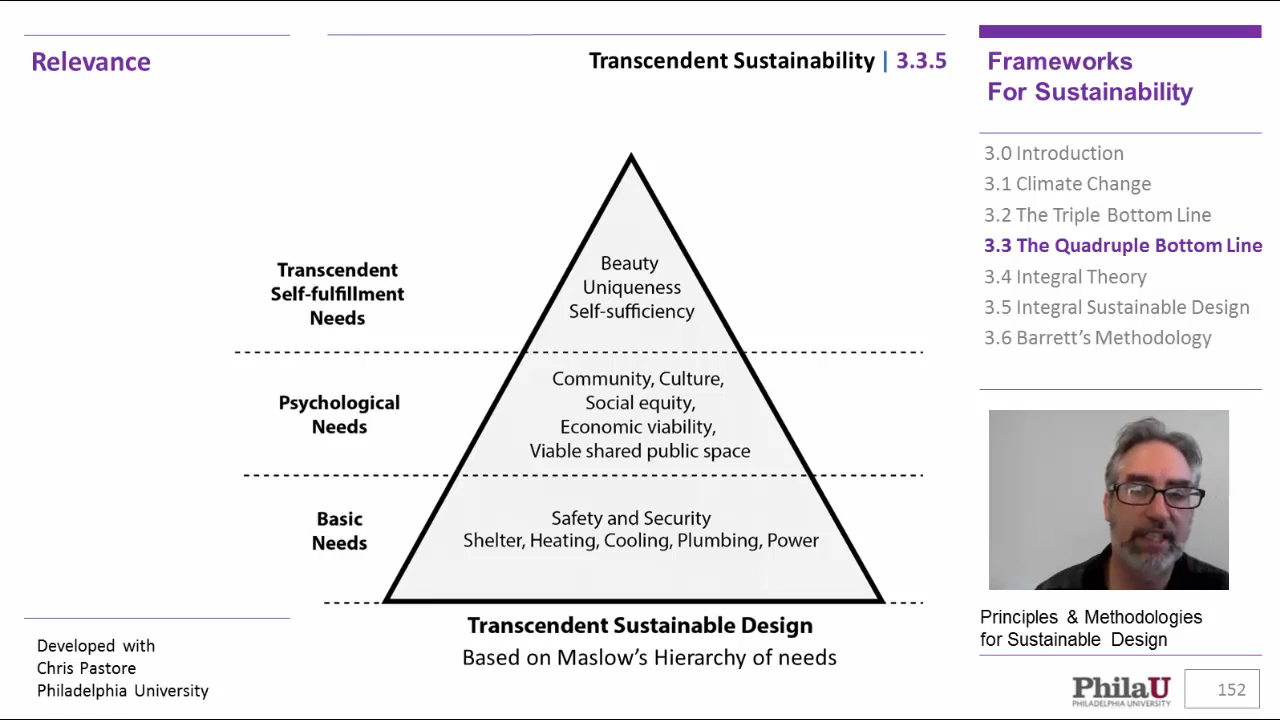 Relevance
Transcendent Sustainability | 3.3.5
Transcendent
Self-fulfillment
Needs
Beauty
Uniqueness
Self-sufficiency
Psychological
Needs
Community, Culture,
Social equity,
Economic viability,
Viable shared public space
Basic
Needs
Safety and Security
Shelter, Heating, Cooling, Plumbing, Power
Transcendent Sustainable Design
Based on Maslow's Hierarchy of needs
Developed with
Chris Pastore
Philadelphia University
Frameworks
For Sustainability
3.0 Introduction
3.1 Climate Change
3.2 The Triple Bottom Line
3.3 The Quadruple Bottom Line
3.4 Integral Theory
3.5 Integral Sustainable Design
3.6 Barrett's Methodology
Principles & Methodologies
for Sustainable Design
PhilaU
PHILADELPHIA UNIVERSITY
152